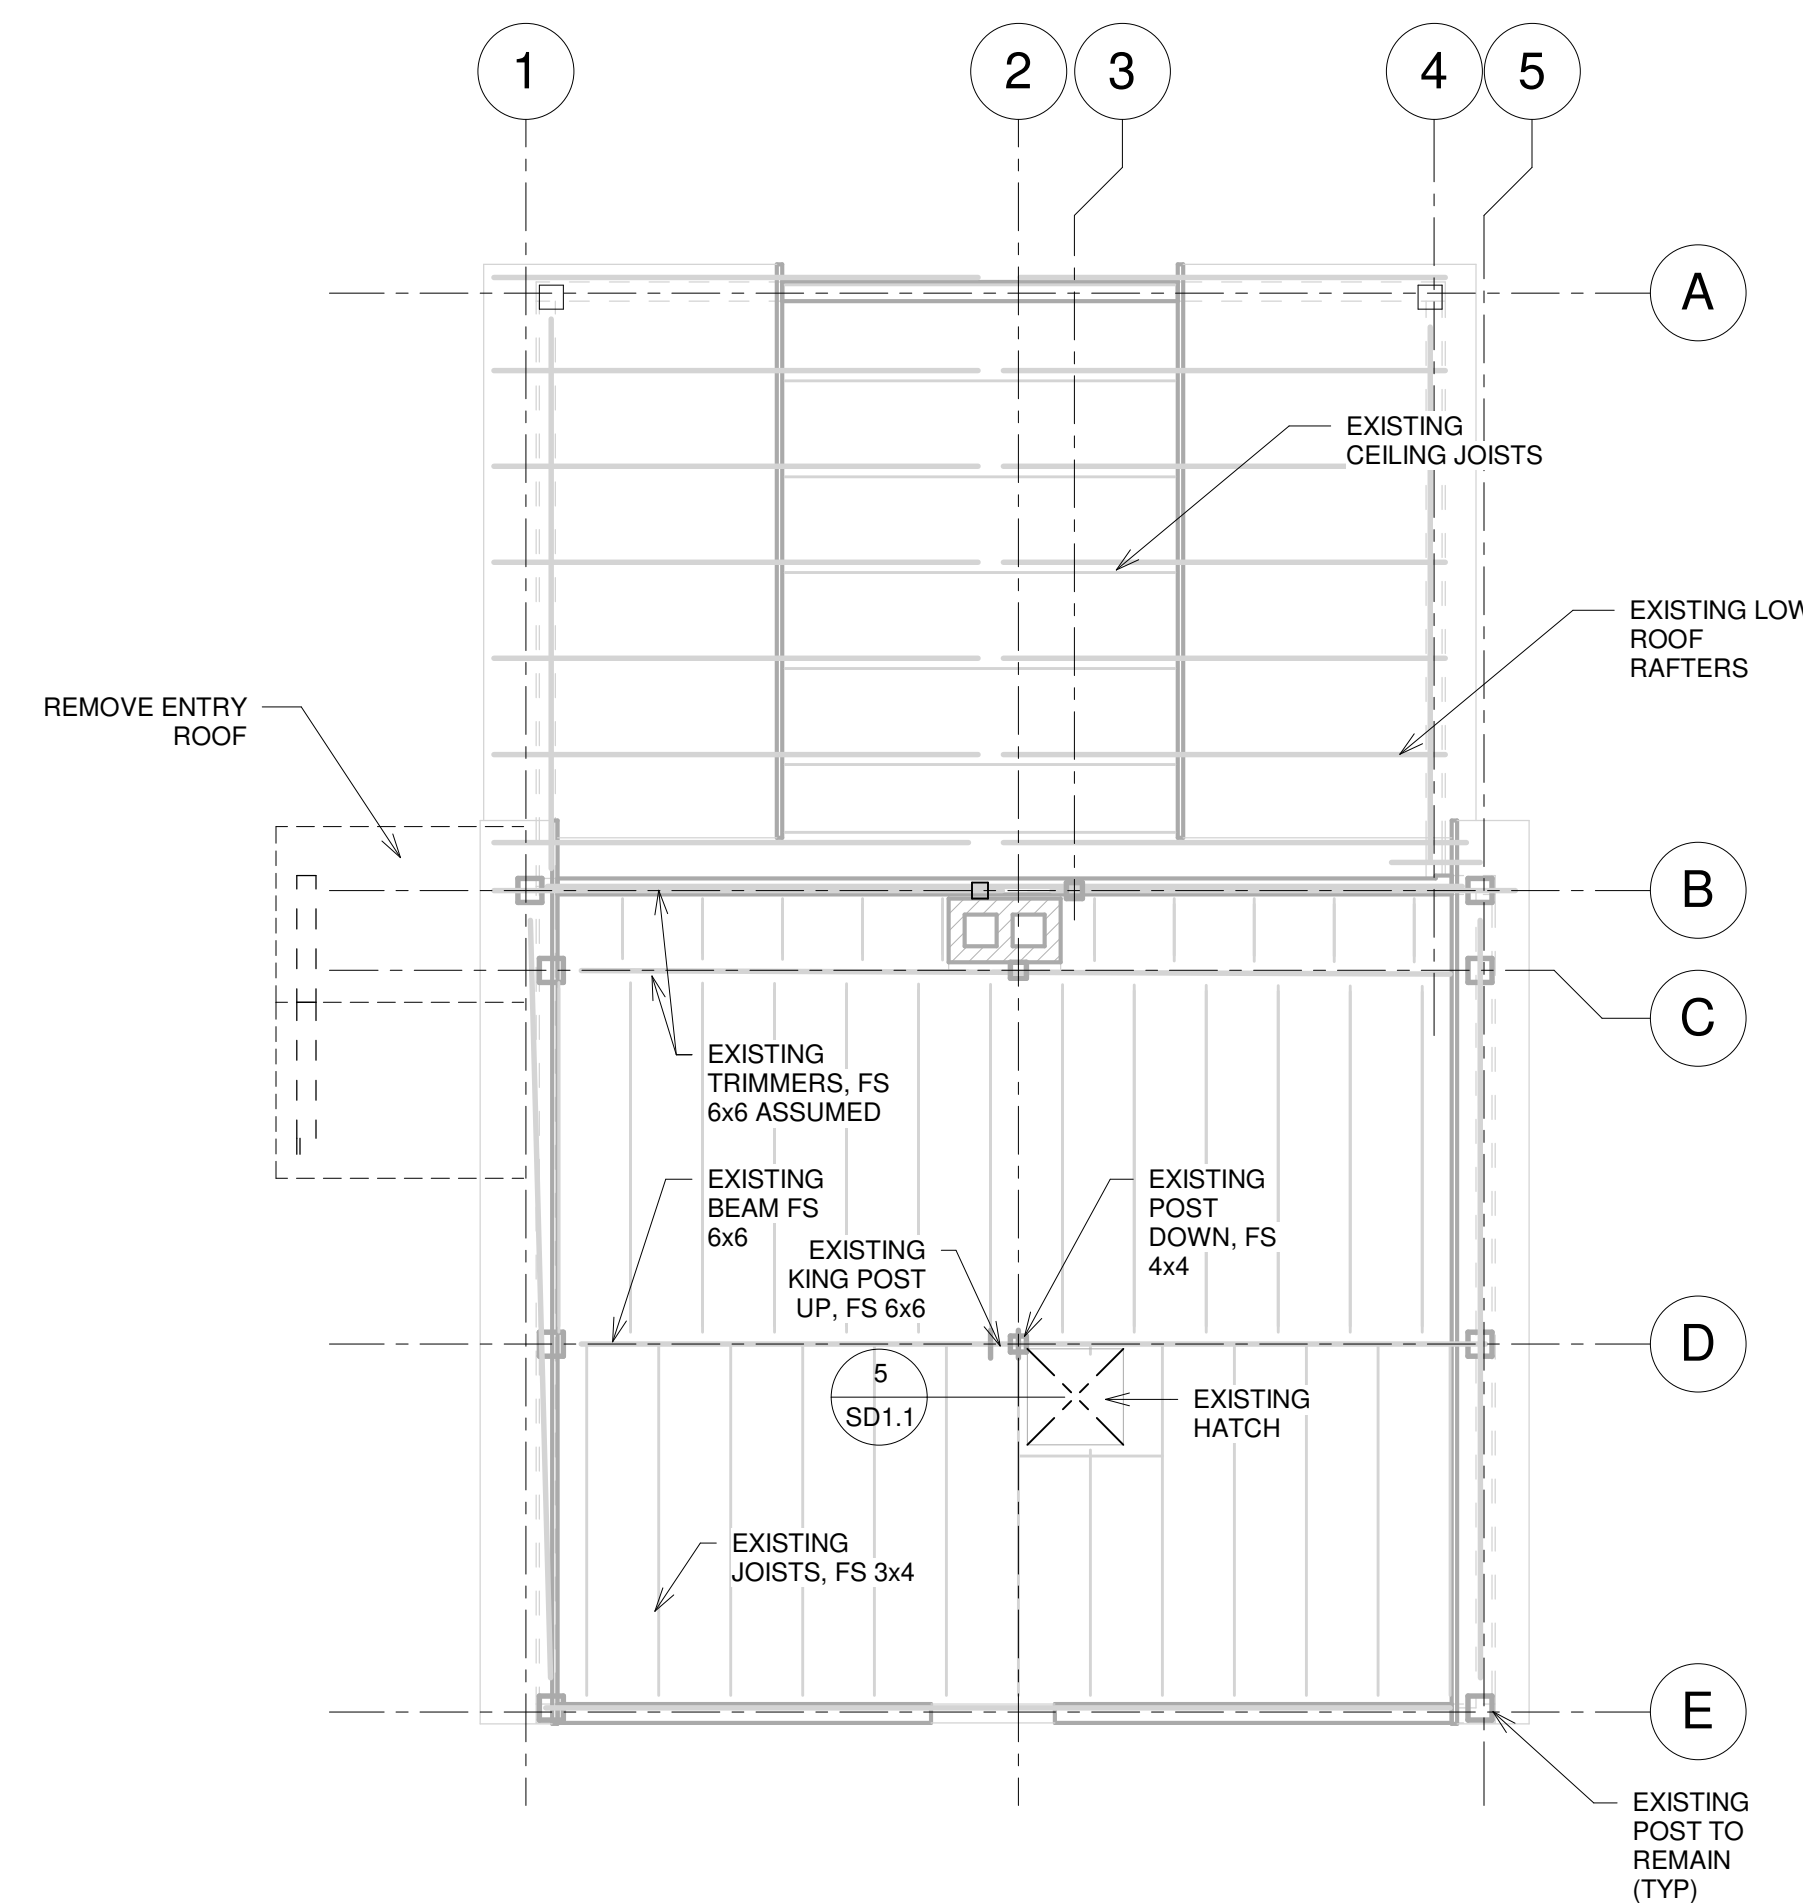 1
2
3
4
5
A
EXISTING
CEILING JOISTS
EXISTING LOW
ROOF
RAFTERS
REMOVE ENTRY
ROOF
B
C
EXISTING
TRIMMERS, FS
6x6 ASSUMED
EXISTING
BEAM FS
6x6
EXISTING
KING POST
UP, FS 6x6
EXISTING
POST
DOWN, FS
4x4
D
5
SD1.1
EXISTING
HATCH
EXISTING
JOISTS, FS 3x4
E
EXISTING
POST TO
REMAIN
(TYP)